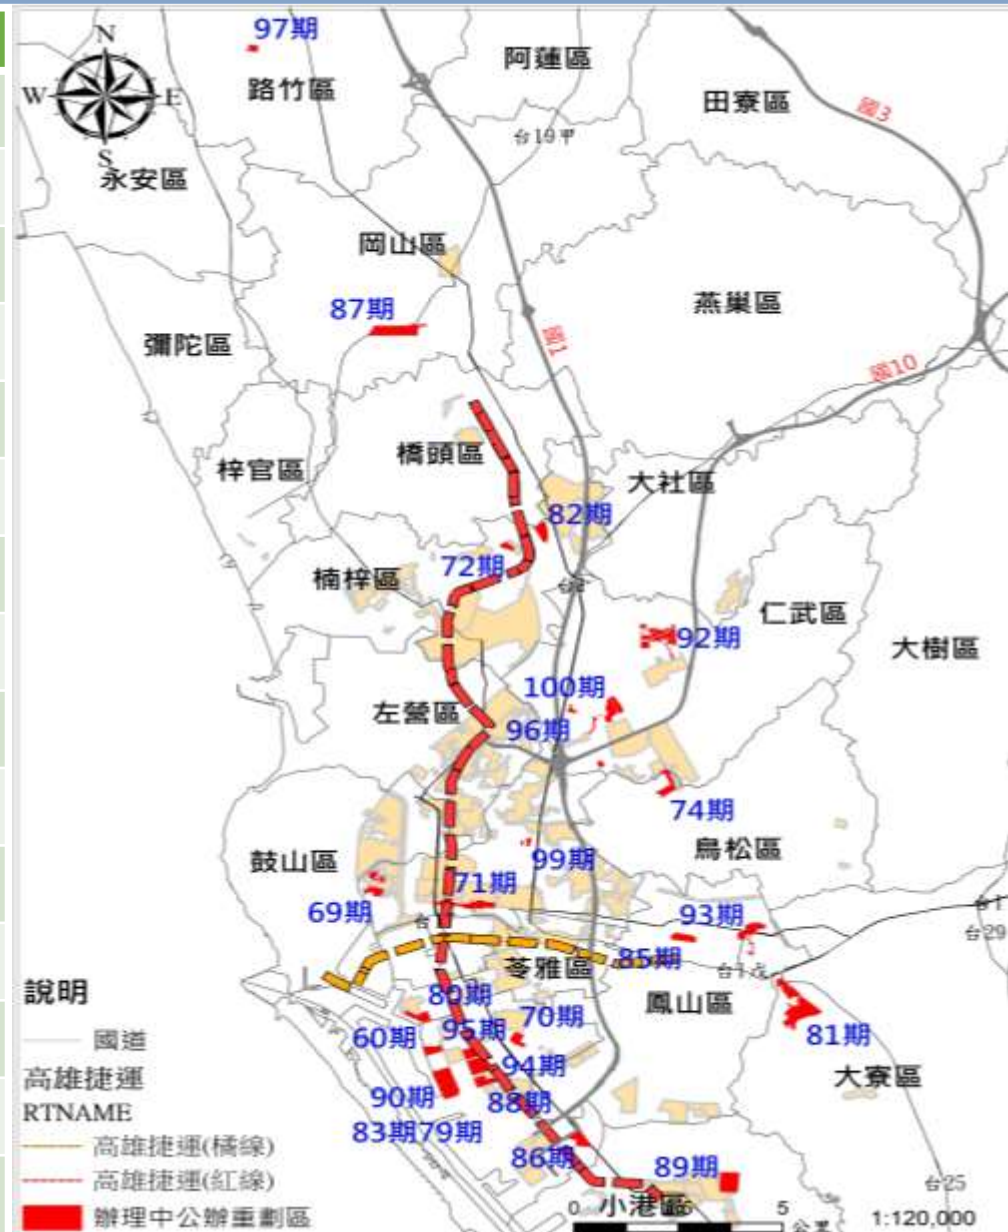 97期
N
W E
S
阿蓮區
路竹區
田寮區
國3
台19甲
永安區
岡山區
燕巢區
87期
彌陀區
國1
國10
橋頭區
梓官區
大社區
82期
72期
楠梓區
仁武區
92期
大樹區
100期
左營區
96期
74期
鳥松區
99期
鼓山區
71期
69期
93期
台1
台29
85期
苓雅區
鳳山區
說明
80期
70期
60期
95期
81期
國道
94期
大寮區
高雄捷運
90期
88期
RTNAME
83期79期
高雄捷運(橘線)
86期
89期
高雄捷運(紅線)
台25
小港區
0 5
公里
辦理中公辦重劃區
1:120,000